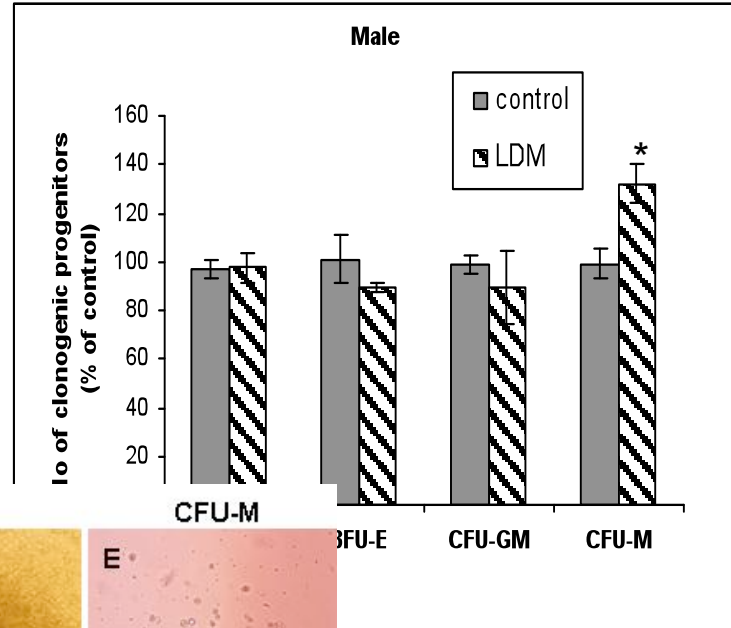 Male
control
LDM
*
160
140
120
100
80
60
40
20
of clonogenic progenitors
(% of control)
CFU-GM
CFU-M
CFU-M
E